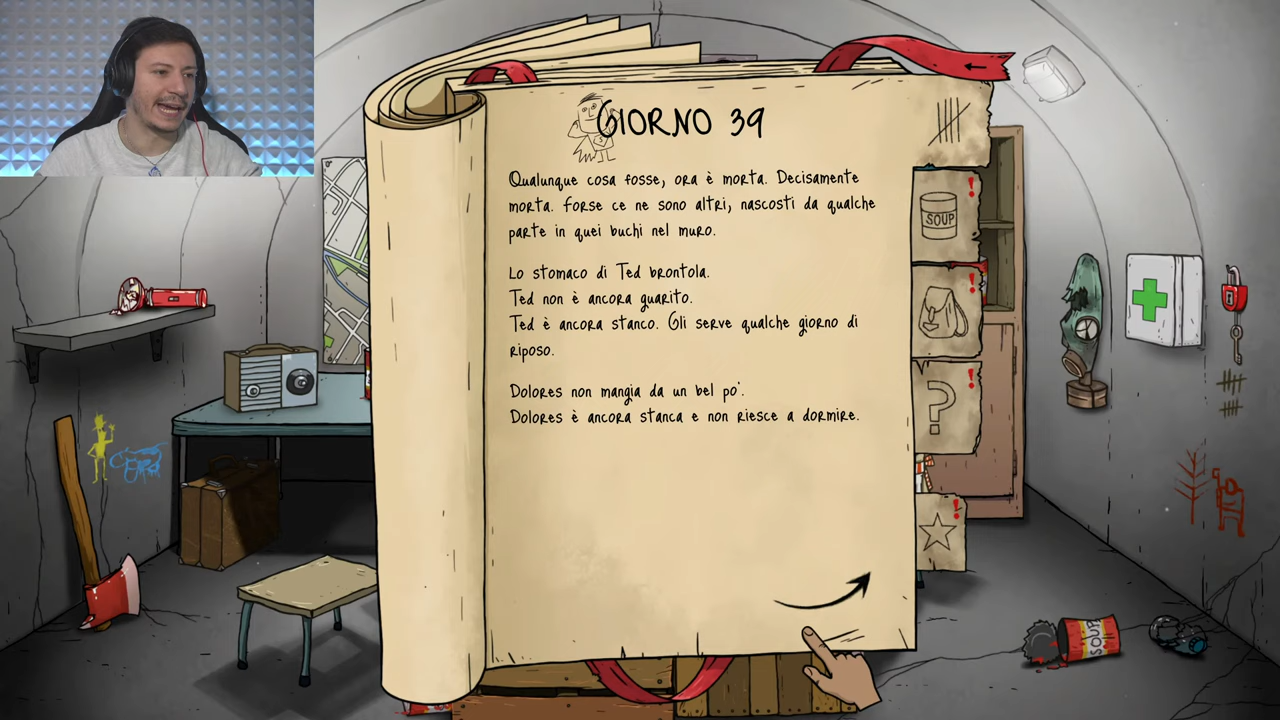 GIORNO 39
Qualunque cosa fosse, ora è morta. Decisamente
morta. Forse ce ne sono altri, nascosti da qualche
parte in quei buchi nel muro.
Lo stomaco di Ted brontola.
Ted non è ancora guarito.
Ted è ancora stanco. Gli serve qualche giorno di
riposo.
Dolores non mangia da un bel po'.
Dolores è ancora stanca e non riesce a dormire.
!
SOUP
!
!
?
!
SOUP